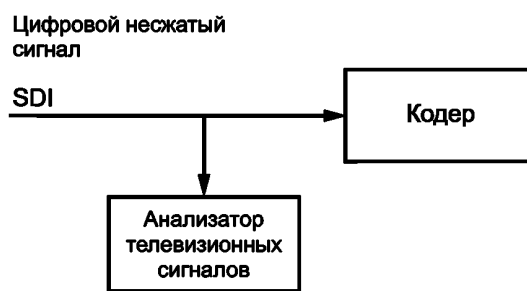 Цифровой несжатый
сигнал
SDI
Кодер
Анализатор
телевизионных
сигналов